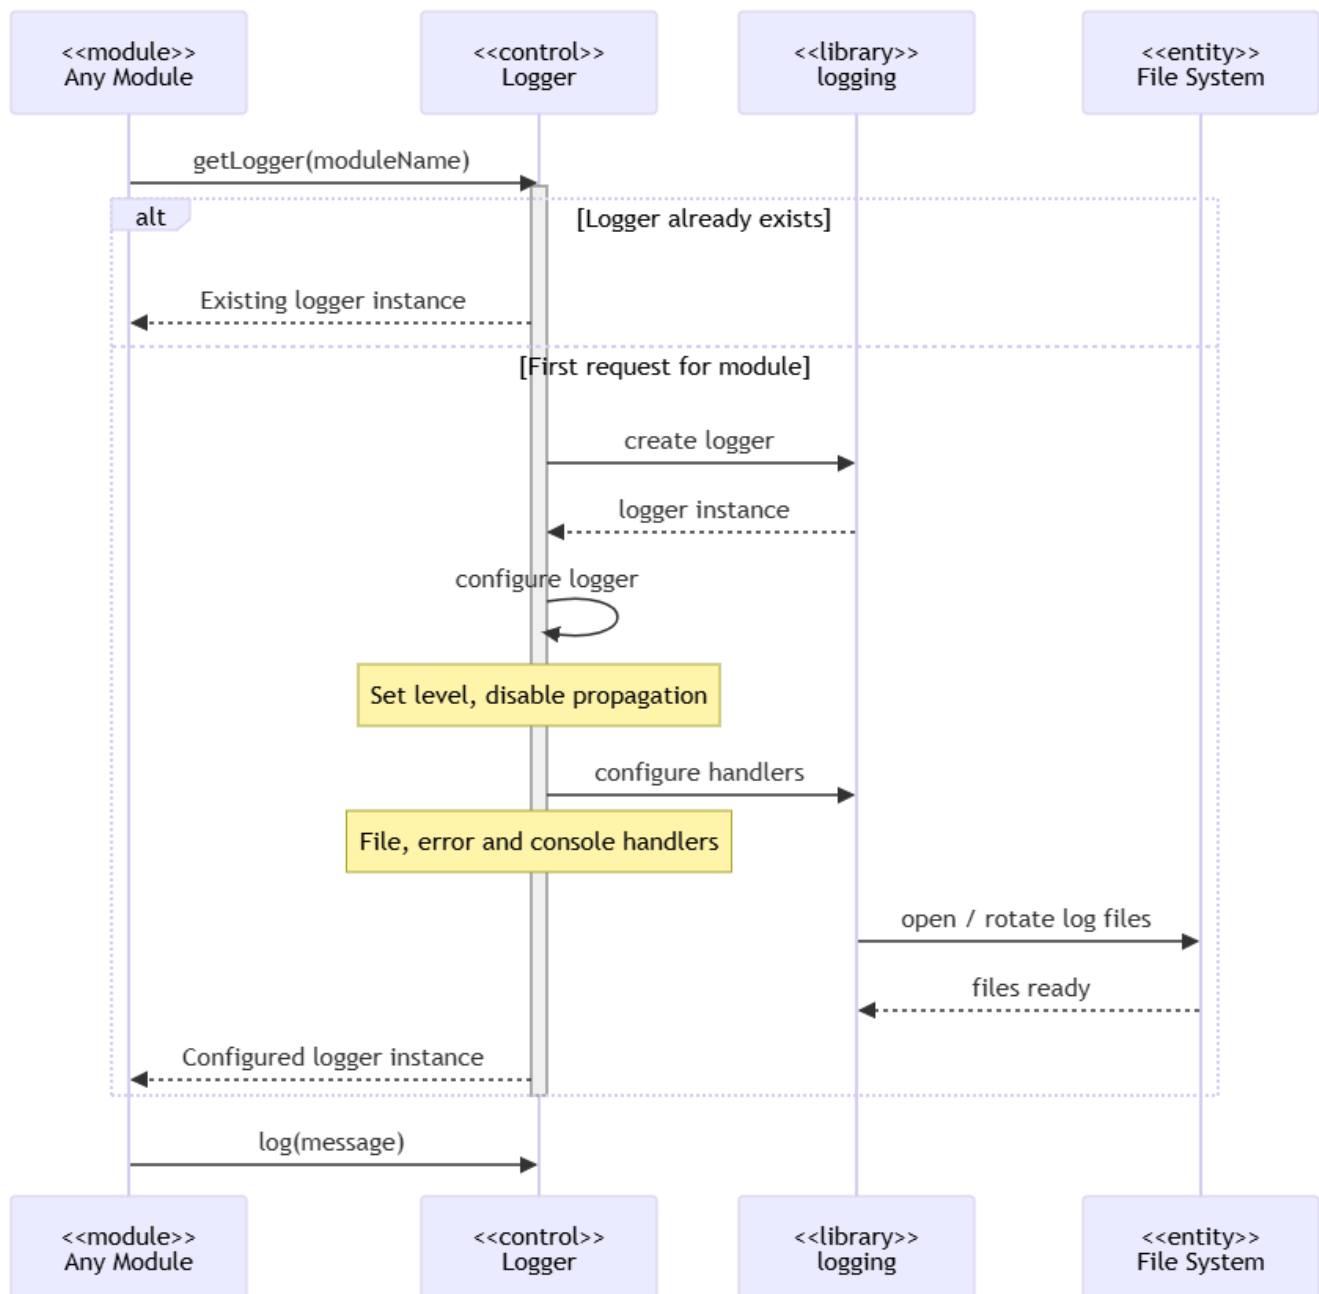 <<module>>
Any Module
<<control>>
Logger
<<library>>
logging
<<entity>>
File System
getLogger(moduleName)
alt
[Logger already exists]
Existing logger instance
[First request for module]
create logger
logger instance
configure logger
Set level, disable propagation
configure handlers
File, error and console handlers
open / rotate log files
files ready
Configured logger instance
log(message)
<<module>>
Any Module
<<control>>
Logger
<<library>>
logging
<<entity>>
File System